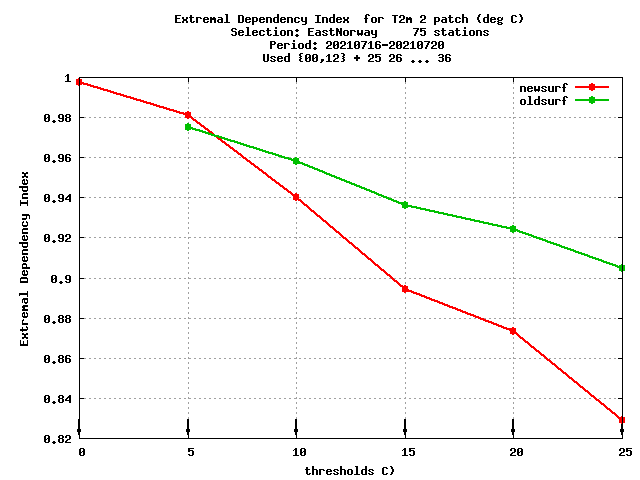 Extremal Dependency Index  for T2m 2 patch (deg C)
Selection: EastNorway     75 stations
Period: 20210716-20210720
Used {00,12} + 25 26 ... 36
newsurf
oldsurf
Extremal Dependency Index
1
0.98
0.96
0.94
0.92
0.9
0.88
0.86
0.84
0.82
0 5 10 15 20 25
thresholds C)